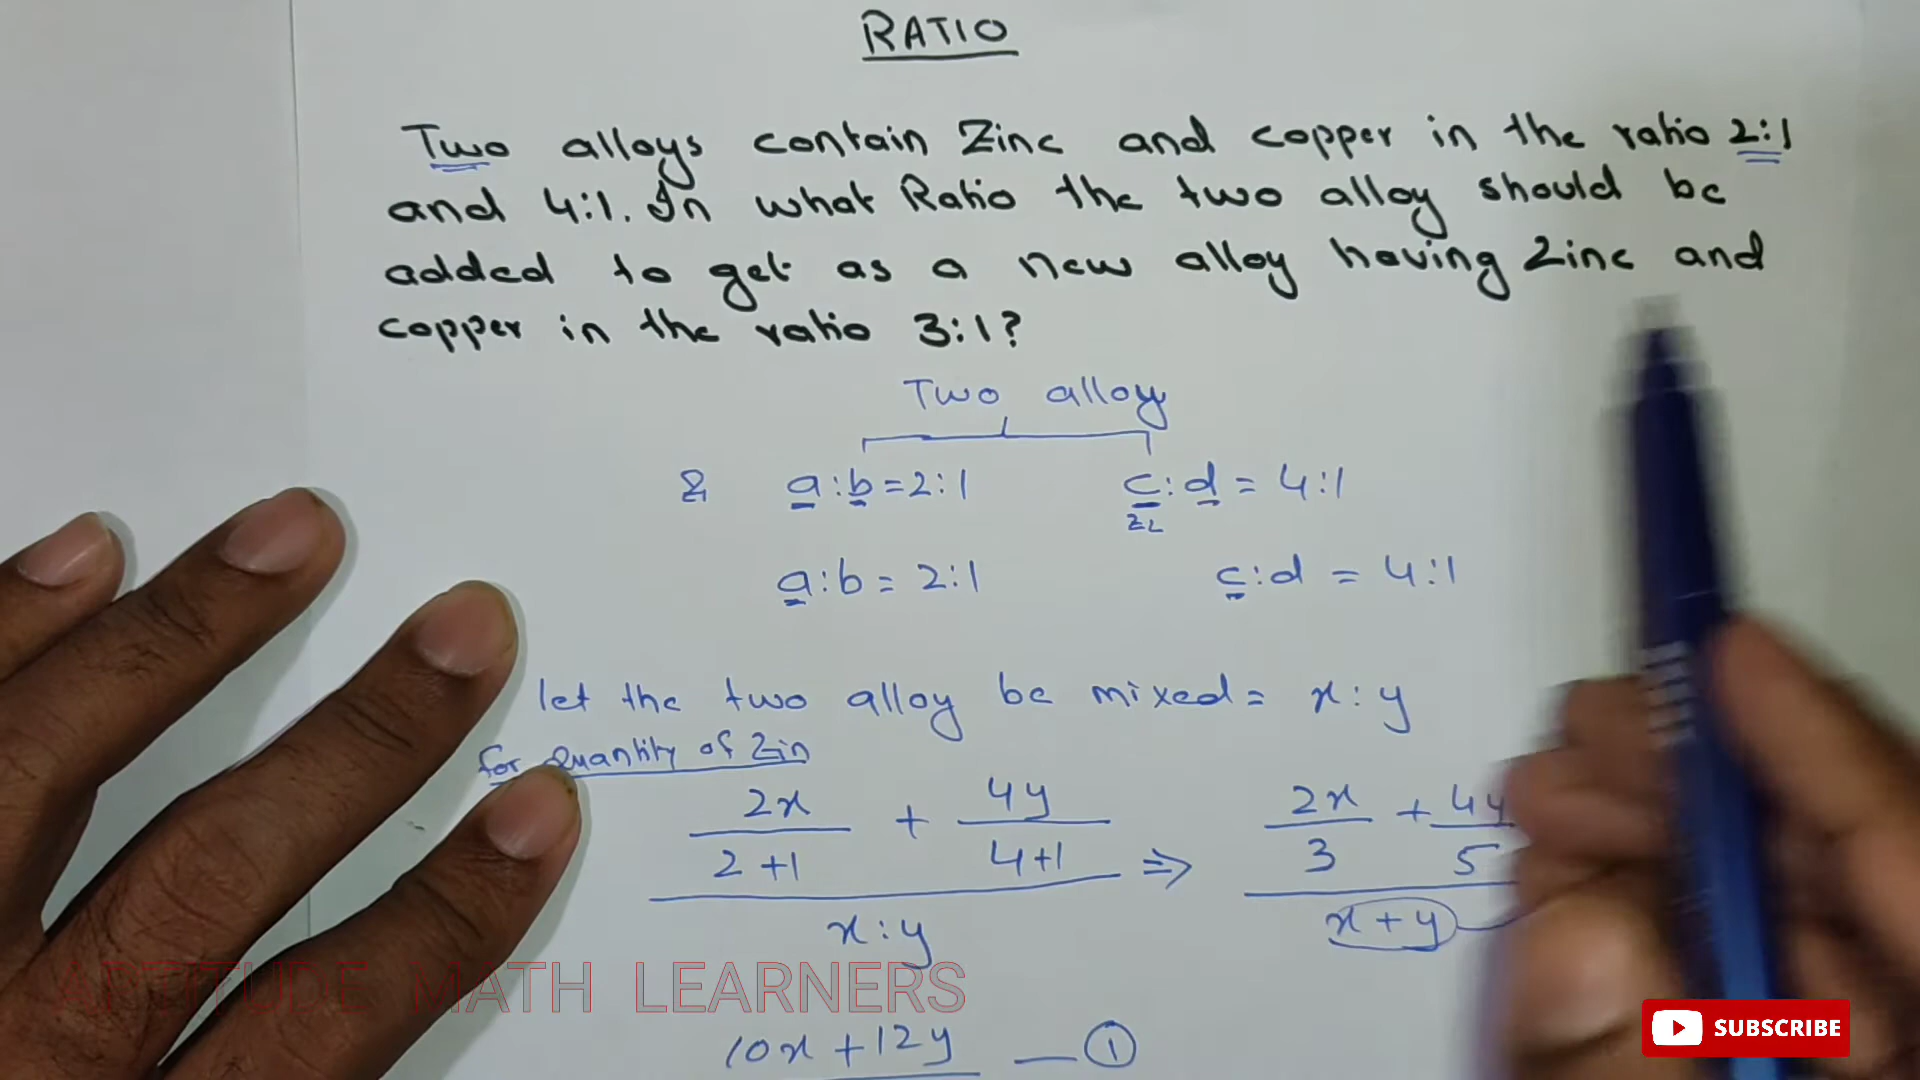 RATIO
Two alloys contain Zinc and copper in the ratio 2:1
and 4:1. In what Ratio the two alloy should be
added to get as a new alloy having Zinc and
copper in the ratio 3:1?
Two alloy
a:b=2:1 c:d = 4:1
a:b = 2:1 c:d = 4:1
let the two alloy be mixed = x:y
for Quantity of Zin
2x/2+1 + 4y/4+1 ⇒ 2x/3 + 4y/5
x:y x+y
APTITUDE MATH LEARNERS
10x+12y — ①
SUBSCRIBE